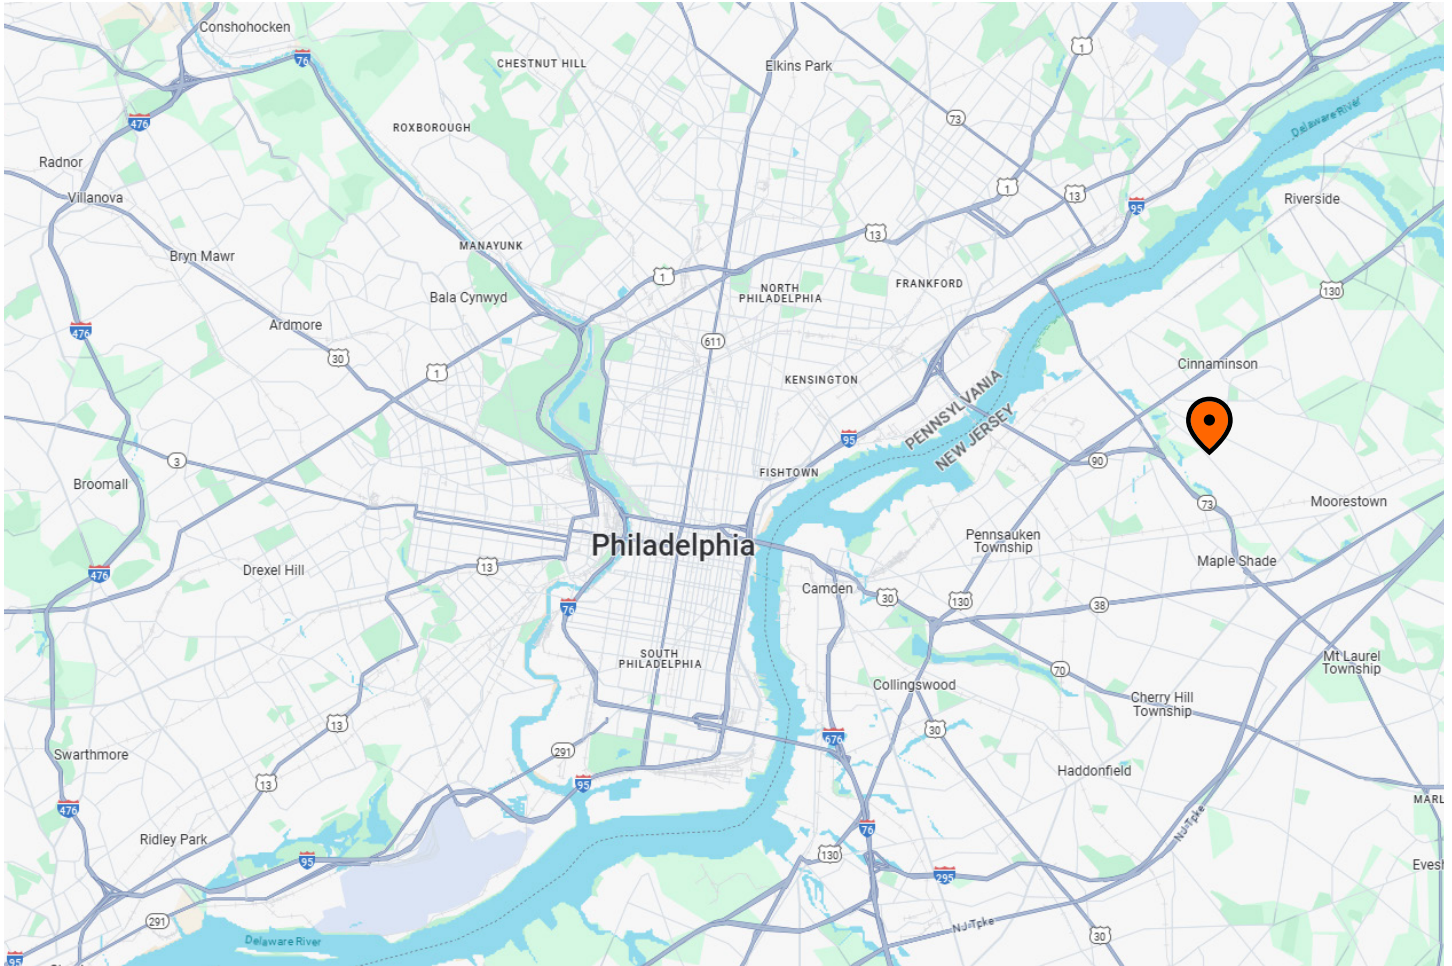 Conshohocken
76
CHESTNUT HILL
Elkins Park
1
476
ROXBOROUGH
73
Delaware River
Radnor
Villanova
1
13
95
Riverside
Bryn Mawr
MANAYUNK
13
1
NORTH
PHILADELPHIA
FRANKFORD
130
Bala Cynwyd
Ardmore
476
30
1
611
KENSINGTON
Cinnaminson
PENNSYLVANIA
NEW JERSEY
95
3
FISHTOWN
90
Broomall
73
Moorestown
Philadelphia
Pennsauken
Township
Maple Shade
476
Drexel Hill
13
Camden
30
130
38
76
SOUTH
PHILADELPHIA
70
Mt Laurel
Township
Collingswood
Cherry Hill
Township
13
291
676
30
Swarthmore
13
95
Haddonfield
476
MARL
76
NJ Tpke
Ridley Park
95
130
295
Evesh
291
NJ Tpke
30
Delaware River
95